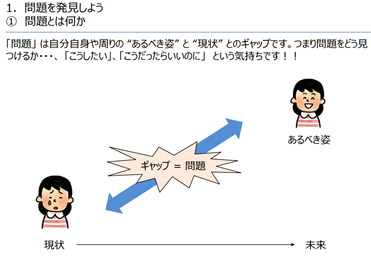 1．問題を発見しよう
① 問題とは何か
「問題」は自分自身や周りの “あるべき姿” と “現状” とのギャップです。つまり問題をどう見
つけるか・・・、「こうしたい」、「こうだったらいいのに」 という気持ちです！！
あるべき姿
ギャップ = 問題
現状
未来